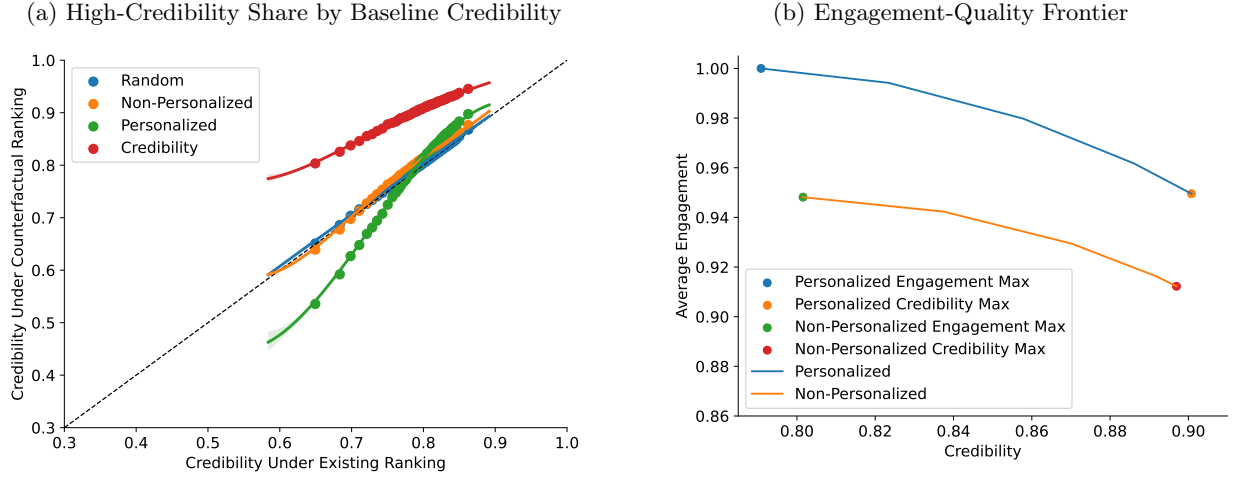 (a) High-Credibility Share by Baseline Credibility
1.0
0.9
0.8
0.7
0.6
0.5
0.4
0.3
Credibility Under Counterfactual Ranking
Random
Non-Personalized
Personalized
Credibility
0.3 0.4 0.5 0.6 0.7 0.8 0.9 1.0
Credibility Under Existing Ranking
(b) Engagement-Quality Frontier
1.00
0.98
0.96
0.94
0.92
0.90
0.88
0.86
Average Engagement
Personalized Engagement Max
Personalized Credibility Max
Non-Personalized Engagement Max
Non-Personalized Credibility Max
Personalized
Non-Personalized
0.80 0.82 0.84 0.86 0.88 0.90
Credibility